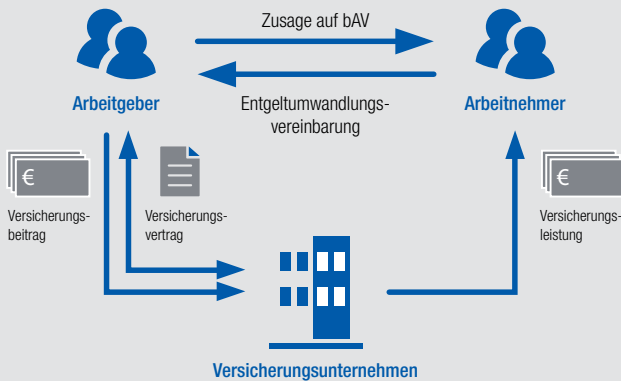 Zusage auf bAV
Arbeitgeber
Entgeltumwandlungs-
vereinbarung
Arbeitnehmer
€
Versicherungs-
beitrag
Versicherungs-
vertrag
€
Versicherungs-
leistung
Versicherungsunternehmen